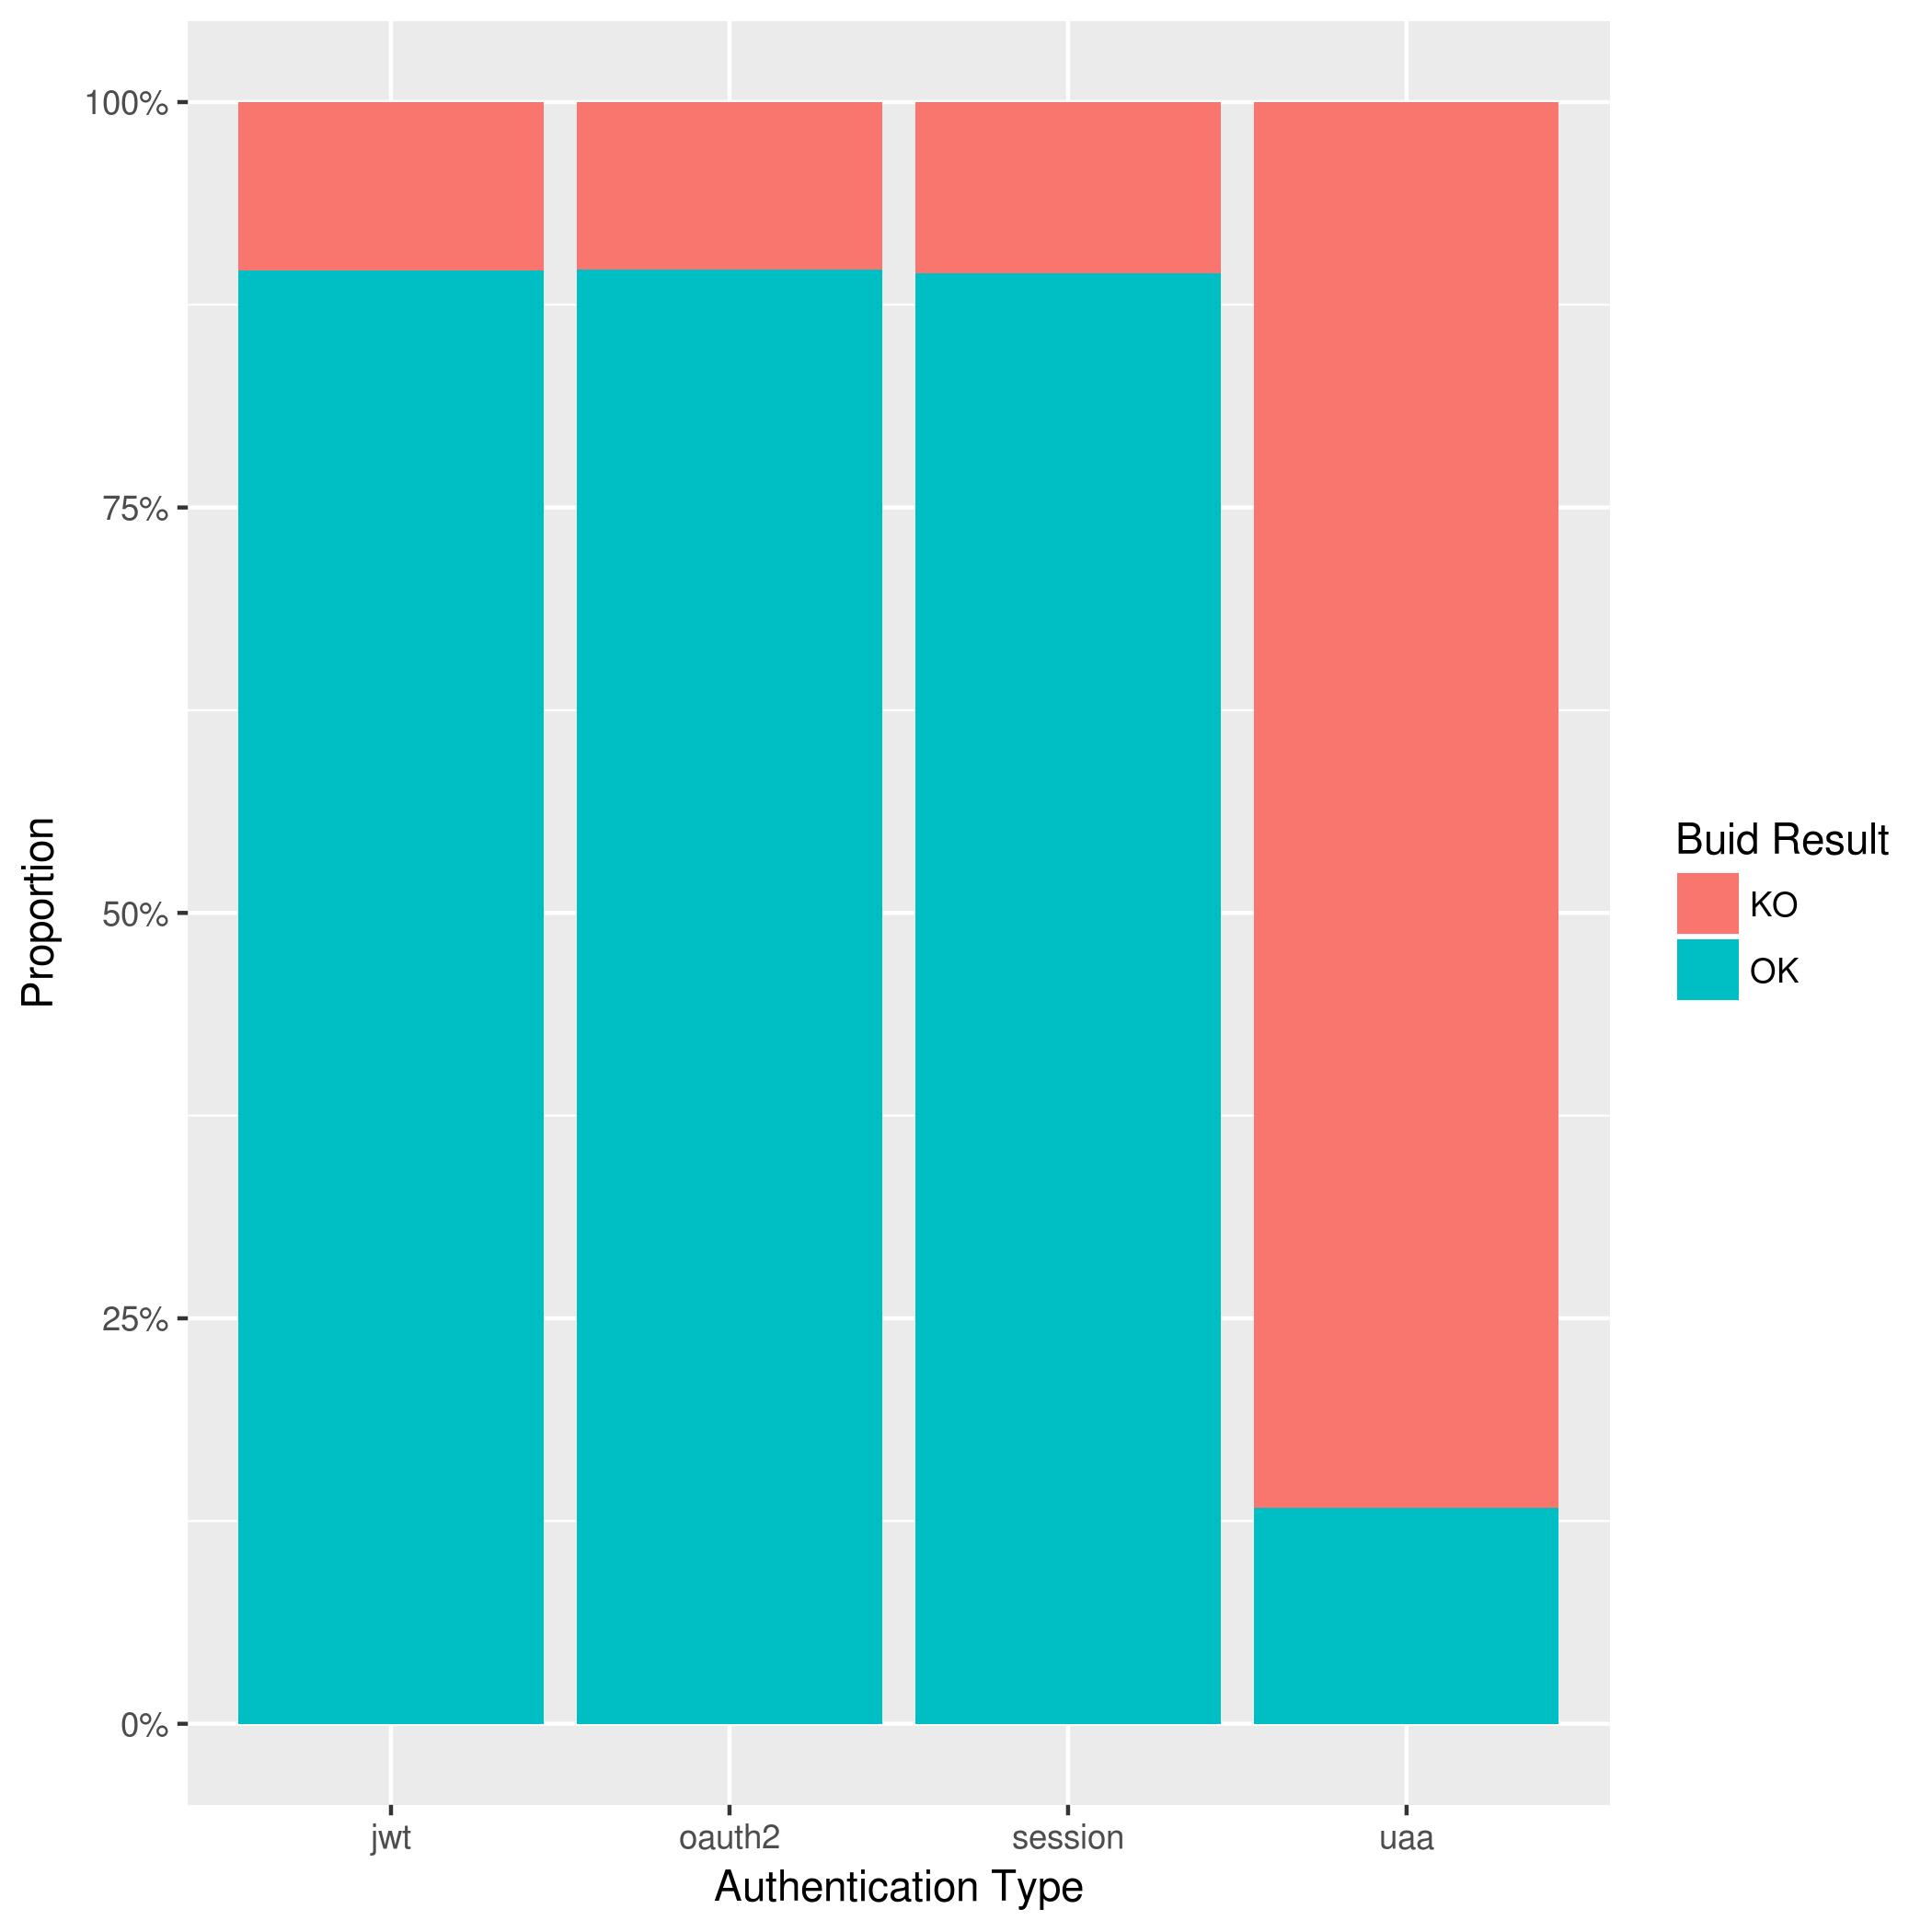 100%
75%
50%
25%
0%
Proportion
jwt
oauth2
session
uaa
Authentication Type
Buid Result
KO
OK